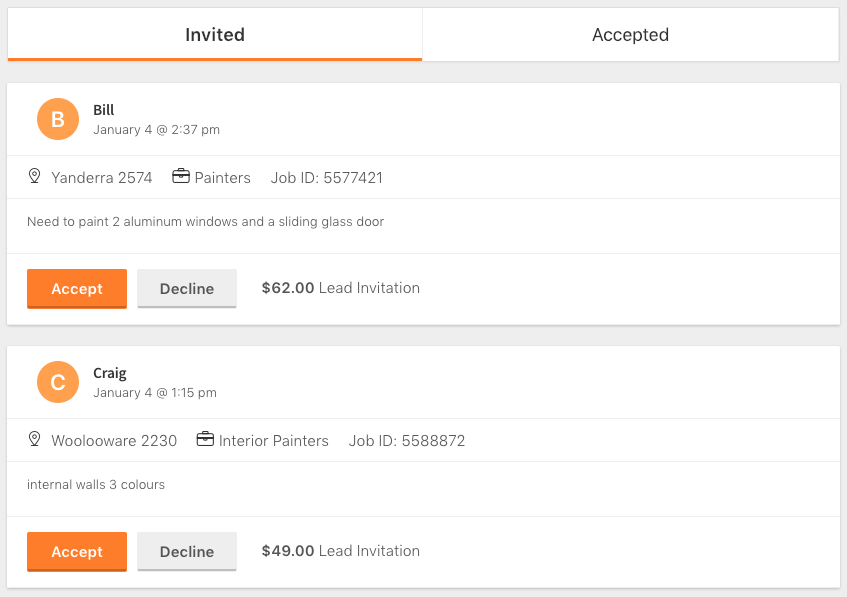 Invited Accepted
B
Bill
January 4 @ 2:37 pm
Yanderra 2574 Painters Job ID: 5577421
Need to paint 2 aluminum windows and a sliding glass door
Accept Decline $62.00 Lead Invitation
C
Craig
January 4 @ 1:15 pm
Woolooware 2230 Interior Painters Job ID: 5588872
internal walls 3 colours
Accept Decline $49.00 Lead Invitation